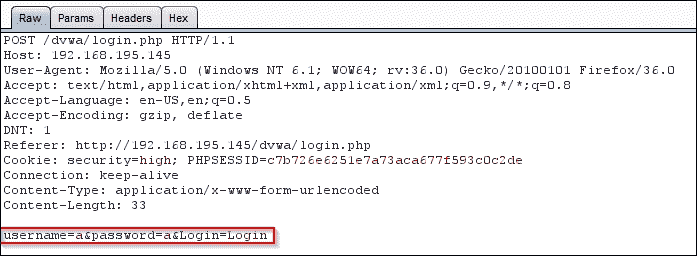 Raw Params Headers Hex
POST /dvwa/login.php HTTP/1.1
Host: 192.168.195.145
User-Agent: Mozilla/5.0 (Windows NT 6.1; WOW64; rv:36.0) Gecko/20100101 Firefox/36.0
Accept: text/html,application/xhtml+xml,application/xml;q=0.9,*/*;q=0.8
Accept-Language: en-US,en;q=0.5
Accept-Encoding: gzip, deflate
DNT: 1
Referer: http://192.168.195.145/dvwa/login.php
Cookie: security=high; PHPSESSID=c7b726e6251e7a73aca677f593c0c2de
Connection: keep-alive
Content-Type: application/x-www-form-urlencoded
Content-Length: 33
username=a&password=a&Login=Login